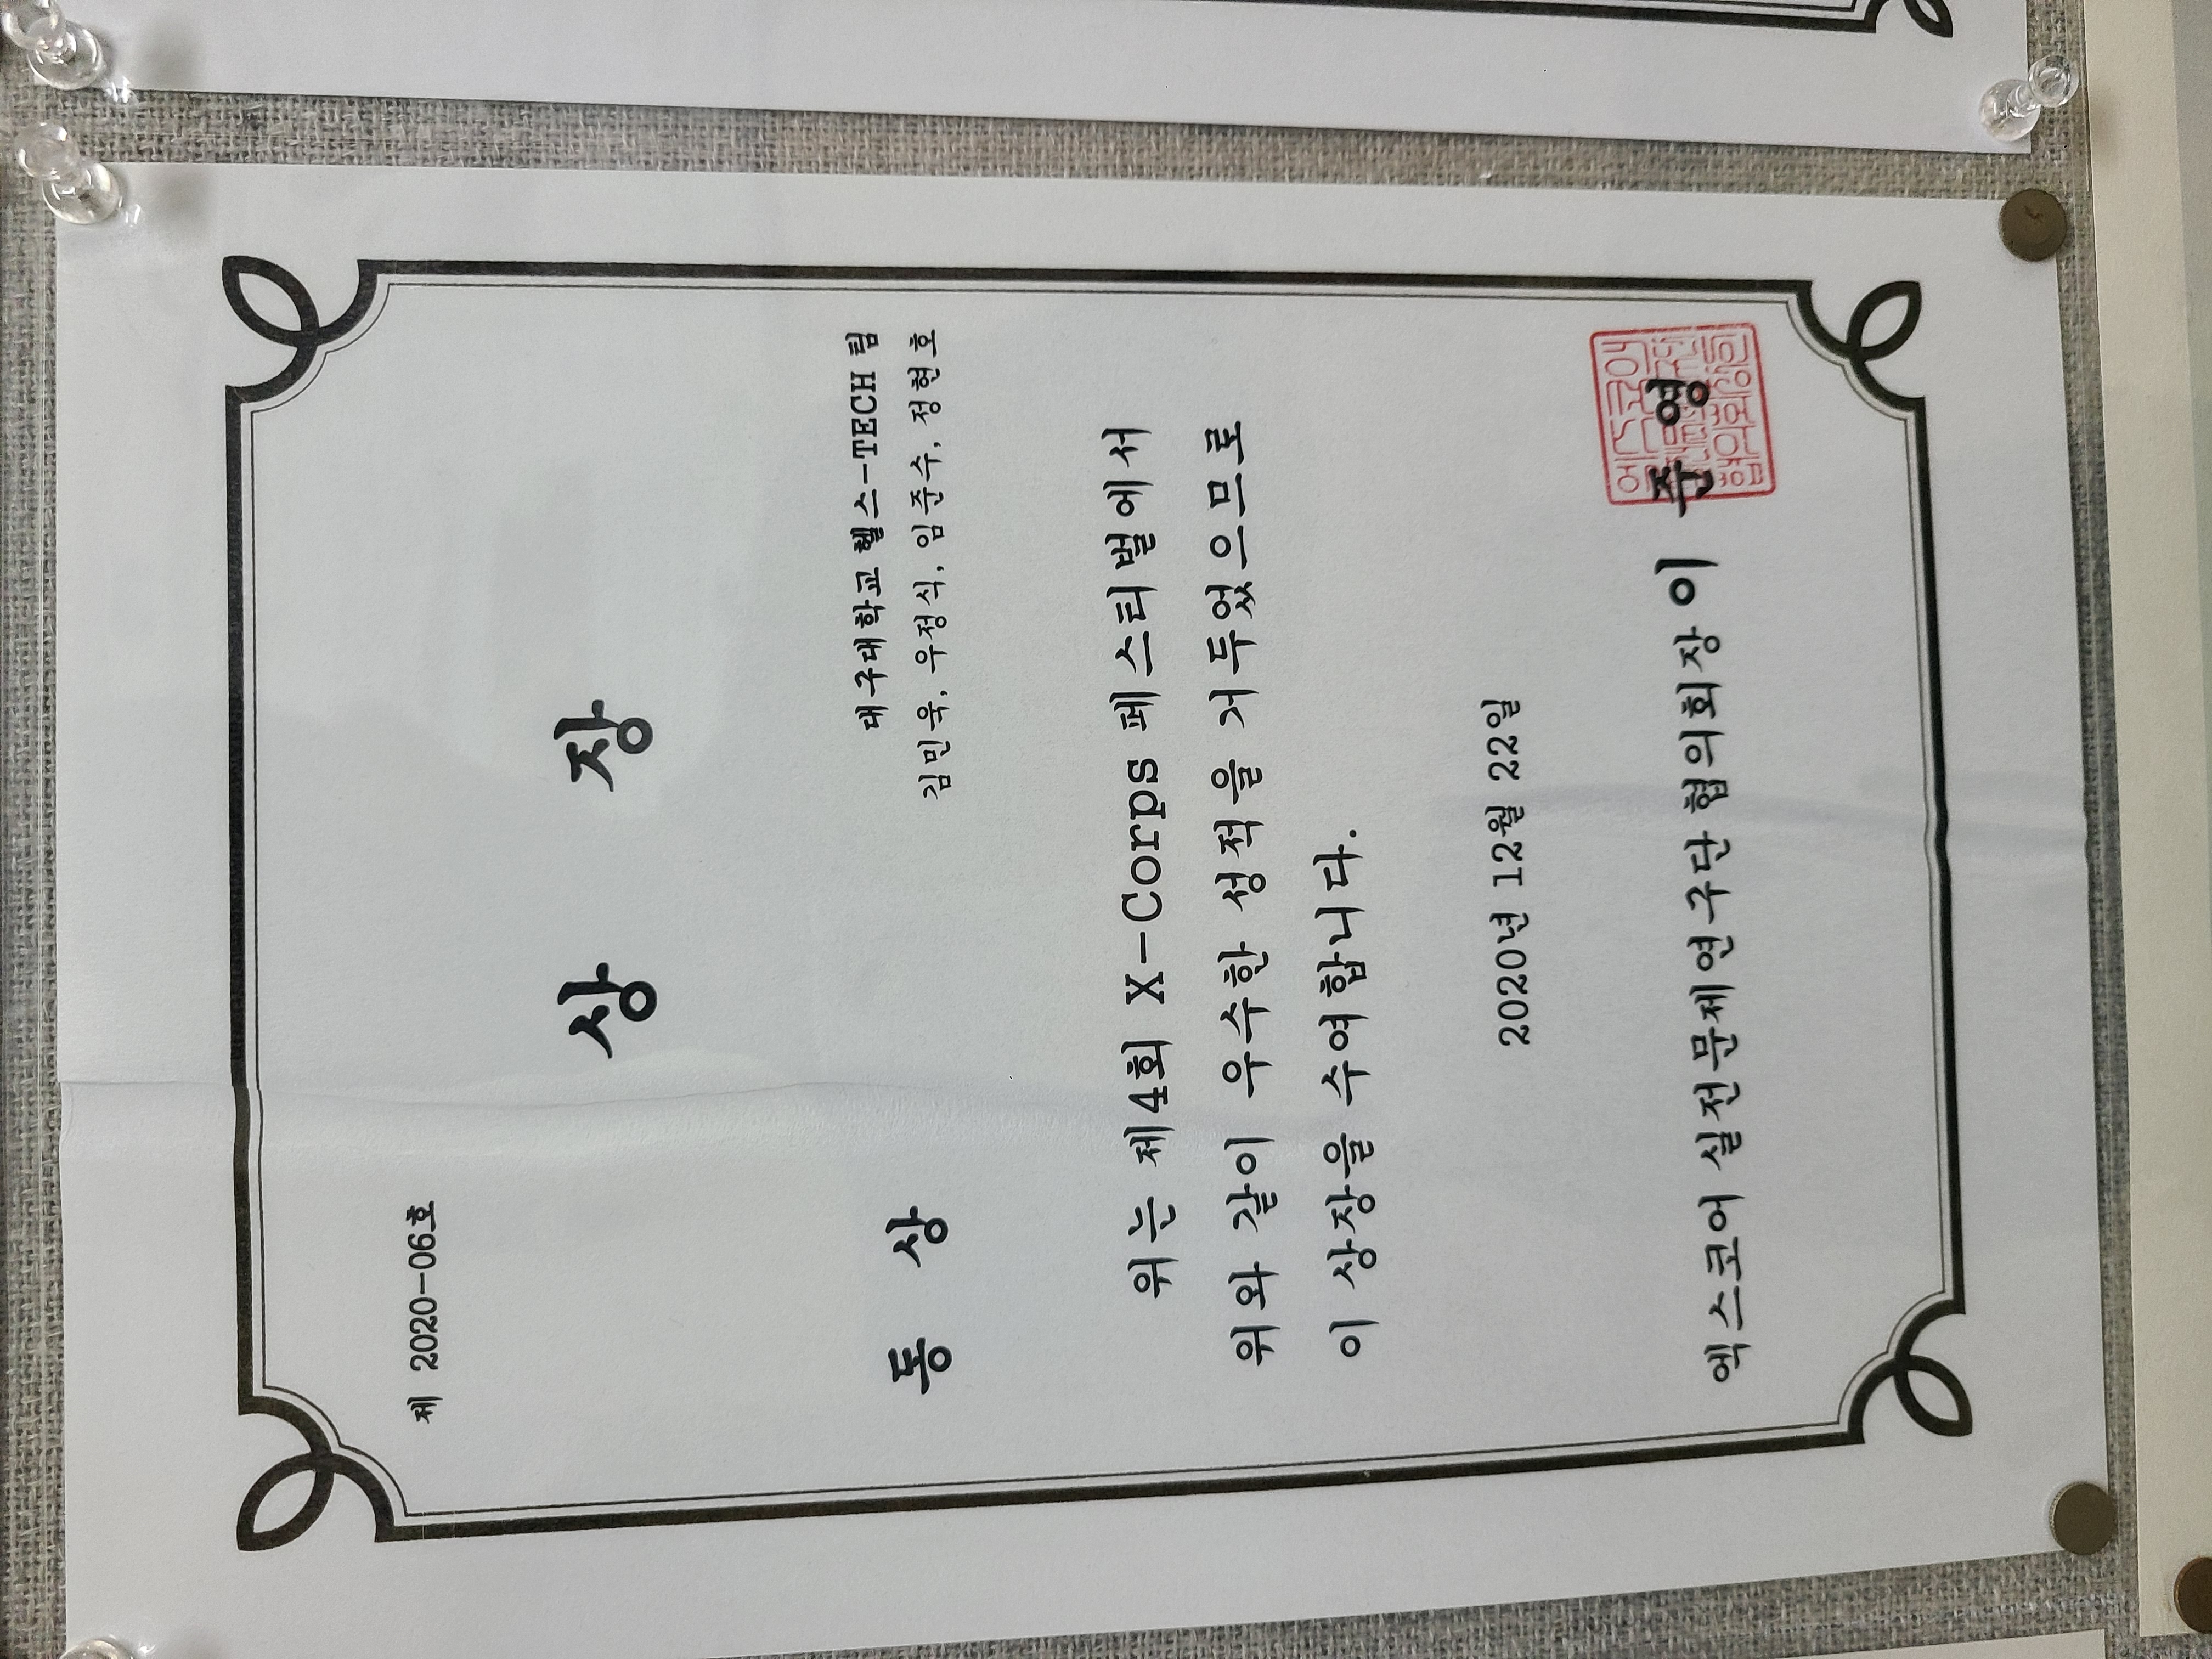 제 2020-06호
상 장
대구대학교 헬스-TECH 팀
동 상
김민욱, 우정식, 임준수, 정현호
위는 제4회 X-Corps 페스티벌에서
위와 같이 우수한 성적을 거두었으므로
이 상장을 수여합니다.
2020년 12월 22일
엑스코어 실전문제연구단 협의회장 이 준 영